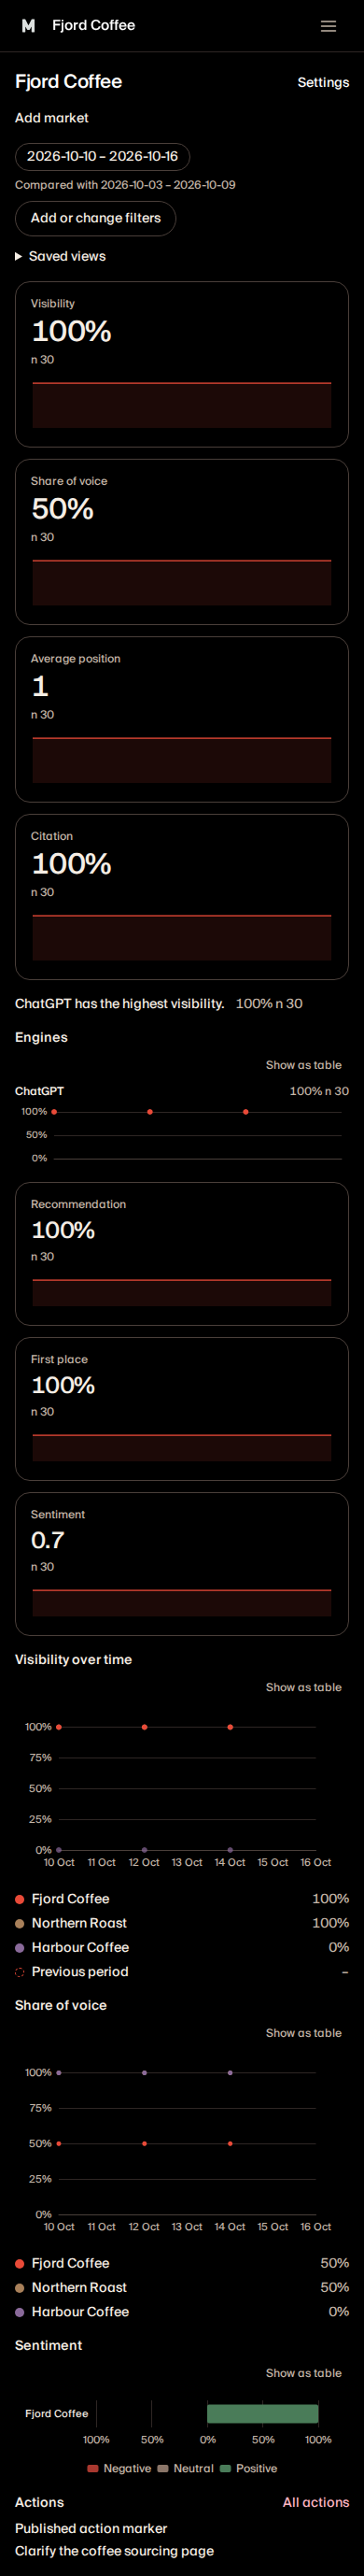 Fjord Coffee
Fjord Coffee
Settings
Add market
2026-10-10 – 2026-10-16
Compared with 2026-10-03 – 2026-10-09
Add or change filters
Saved views
Visibility
100%
n 30
Share of voice
50%
n 30
Average position
1
n 30
Citation
100%
n 30
ChatGPT has the highest visibility. 100% n 30
Engines
Show as table
ChatGPT 100% n 30
100%
50%
0%
Recommendation
100%
n 30
First place
100%
n 30
Sentiment
0.7
n 30
Visibility over time
Show as table
100%
75%
50%
25%
0%
10 Oct 11 Oct 12 Oct 13 Oct 14 Oct 15 Oct 16 Oct
Fjord Coffee 100%
Northern Roast 100%
Harbour Coffee 0%
Previous period –
Share of voice
Show as table
100%
75%
50%
25%
0%
10 Oct 11 Oct 12 Oct 13 Oct 14 Oct 15 Oct 16 Oct
Fjord Coffee 50%
Northern Roast 50%
Harbour Coffee 0%
Sentiment
Show as table
Fjord Coffee
100% 50% 0% 50% 100%
Negative Neutral Positive
Actions All actions
Published action marker
Clarify the coffee sourcing page